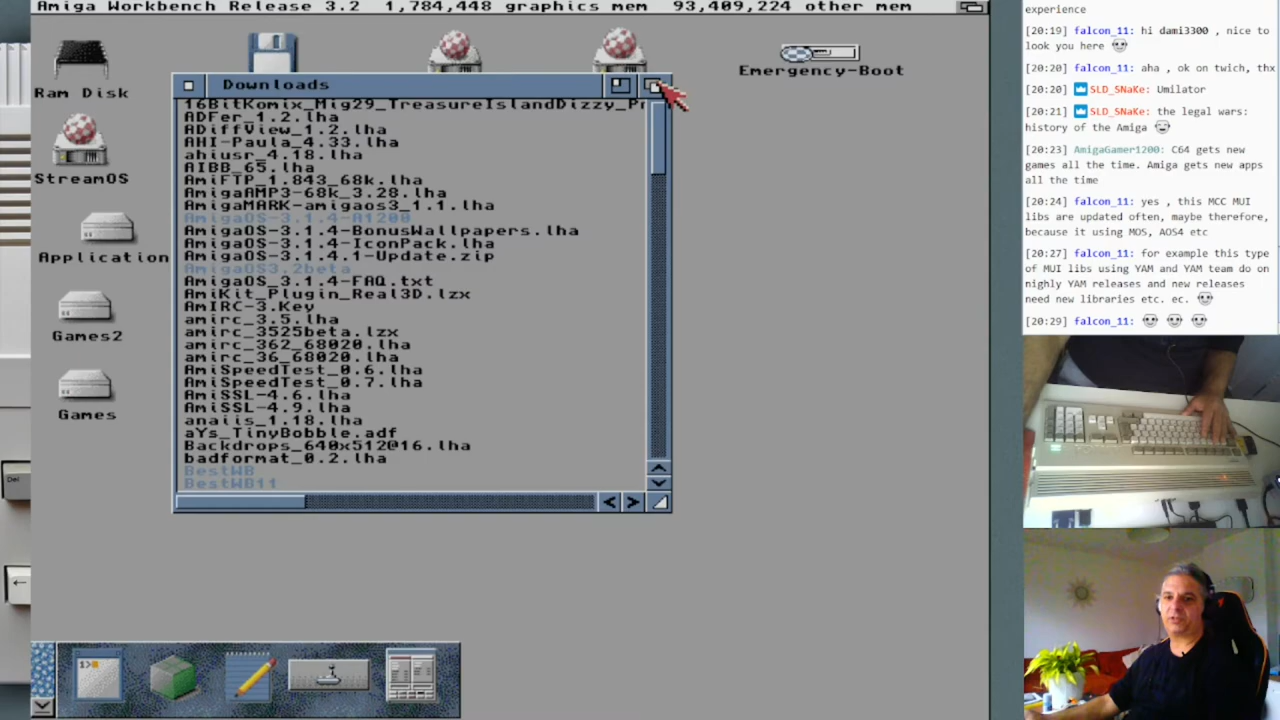 Amiga Workbench Release 3.2 1,784,448 graphics mem 93,409,224 other mem
Ram Disk
StreamOS
Application
Games2
Games
Emergency-Boot
Downloads
16BitKomix_Mig29_TreasureIslandDizzy_Pr
ADFer_1.2.lha
ADiffView_1.2.lha
AHI-Paula_4.33.lha
ahiusr_4.18.lha
AIBB_65.lha
AmiFTP_1.843_68k.lha
AmigaAMP3-68k_3.28.lha
AmigaMARK-amigaos3_1.1.lha
AmigaOS-3.1.4-A1200
AmigaOS-3.1.4-BonusWallpapers.lha
AmigaOS-3.1.4-IconPack.lha
AmigaOS-3.1.4.1-Update.zip
AmigaOS3.2beta
AmigaOS_3.1.4-FAQ.txt
AmiKit_Plugin_Real3D.lzx
AmIRC-3.Key
amirc_3.5.lha
amirc_3525beta.lzx
amirc_362_68020.lha
amirc_36_68020.lha
AmiSpeedTest_0.6.lha
AmiSpeedTest_0.7.lha
AmiSSL-4.6.lha
AmiSSL-4.9.lha
anaiis_1.18.lha
aYs_TinyBobble.adf
Backdrops_640x512@16.lha
badformat_0.2.lha
BestWB
BestWB11
1>
Del
experience
[20:19] falcon_11: hi dami3300 , nice to
look you here
[20:20] falcon_11: aha , ok on twich, thx
[20:20] SLD_SNaKe: Umilator
[20:21] SLD_SNaKe: the legal wars:
history of the Amiga
[20:23] AmigaGamer1200: C64 gets new
games all the time. Amiga gets new apps
all the time
[20:24] falcon_11: yes , this MCC MUI
libs are updated often, maybe therefore,
because it using MOS, AOS4 etc
[20:27] falcon_11: for example this type
of MUI libs using YAM and YAM team do on
nighly YAM releases and new releases
need new libraries etc. ec.
[20:29] falcon_11: